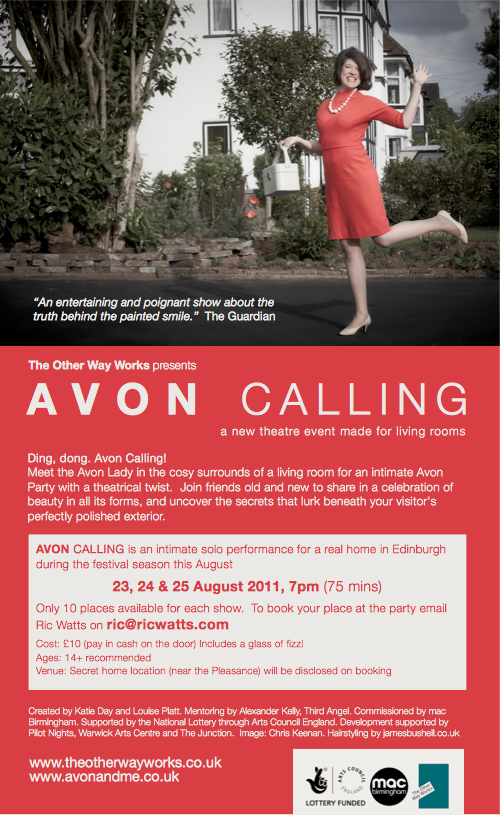 “An entertaining and poignant show about the
truth behind the painted smile.” The Guardian
The Other Way Works presents
AVON CALLING
a new theatre event made for living rooms
Ding, dong. Avon Calling!
Meet the Avon Lady in the cosy surrounds of a living room for an intimate Avon
Party with a theatrical twist. Join friends old and new to share in a celebration of
beauty in all its forms, and uncover the secrets that lurk beneath your visitor's
perfectly polished exterior.
AVON CALLING is an intimate solo performance for a real home in Edinburgh
during the festival season this August
23, 24 & 25 August 2011, 7pm (75 mins)
Only 10 places available for each show. To book your place at the party email
Ric Watts on ric@ricwatts.com
Cost: £10 (pay in cash on the door) Includes a glass of fizz!
Ages: 14+ recommended
Venue: Secret home location (near the Pleasance) will be disclosed on booking
Created by Katie Day and Louise Platt. Mentoring by Alexander Kelly, Third Angel. Commissioned by mac
Birmingham. Supported by the National Lottery through Arts Council England. Development supported by
Pilot Nights, Warwick Arts Centre and The Junction. Image: Chris Keenan. Hairstyling by jamesbushell.co.uk
www.theotherwayworks.co.uk
www.avonandme.co.uk
LOTTERY FUNDED
ARTS COUNCIL
ENGLAND
mac
birmingham
The Other
Way Works